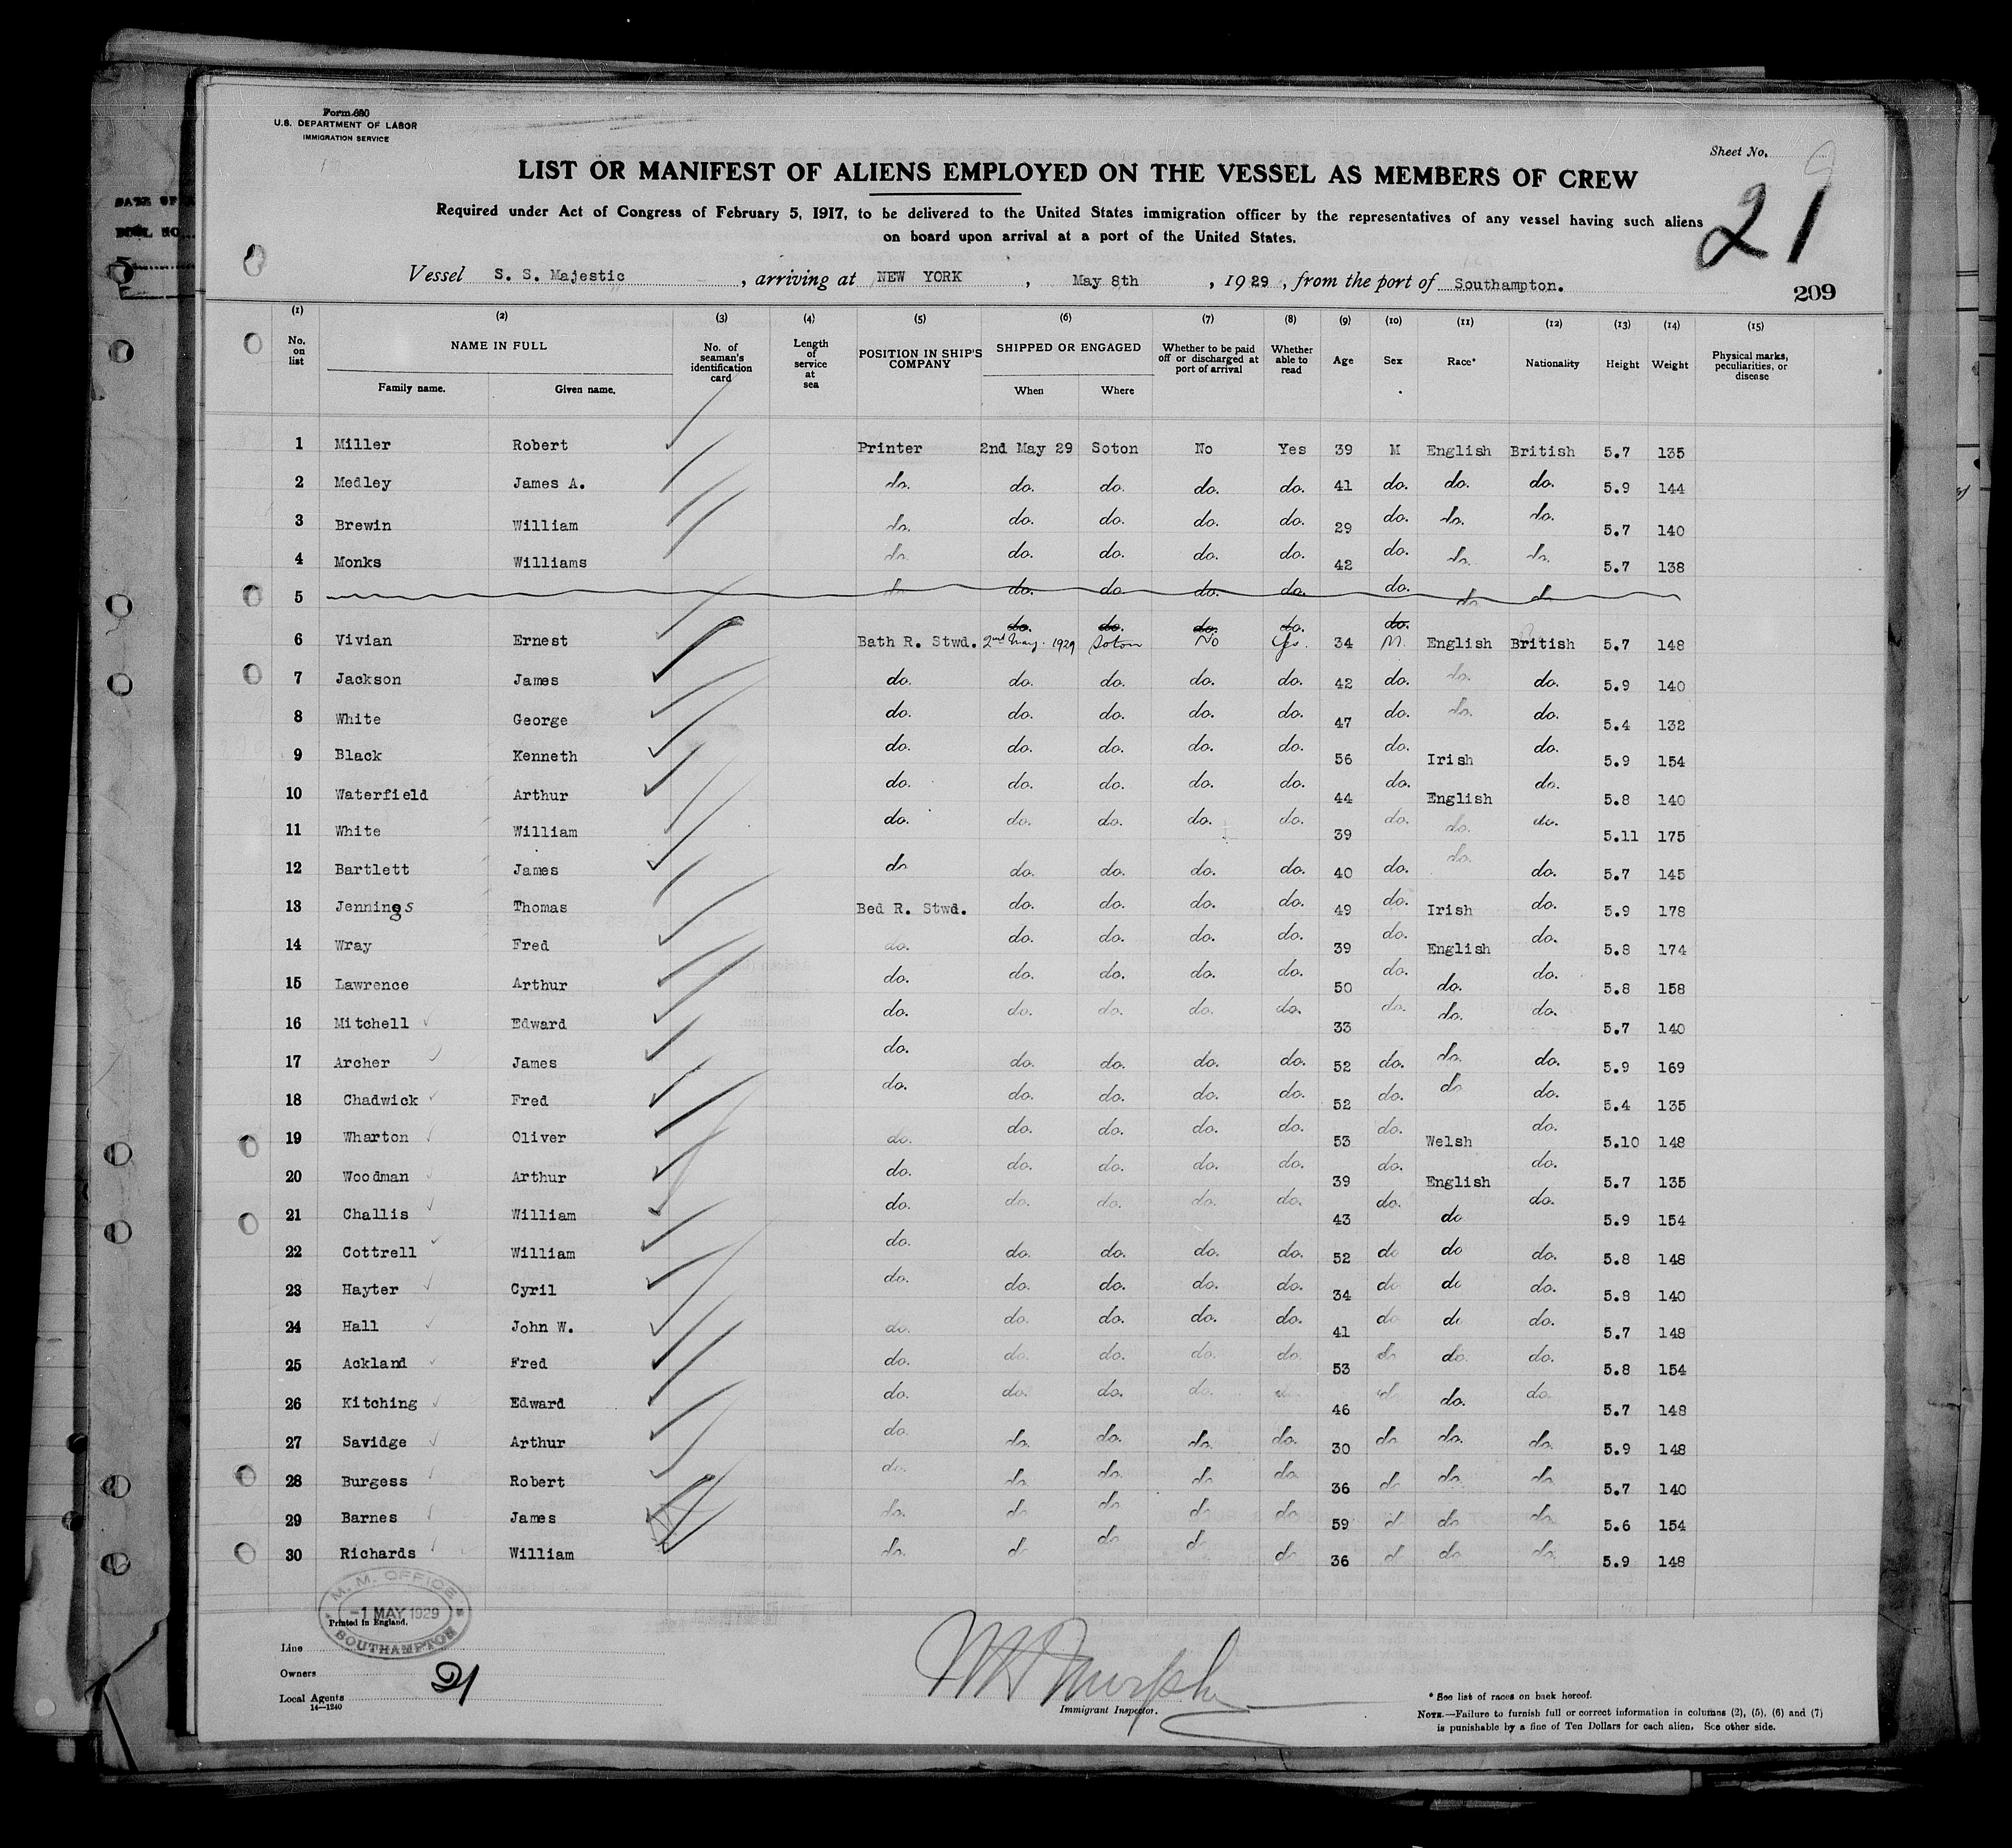 Form 680
U.S. DEPARTMENT OF LABOR
IMMIGRATION SERVICE
Sheet No.
LIST OR MANIFEST OF ALIENS EMPLOYED ON THE VESSEL AS MEMBERS OF CREW
21
Required under Act of Congress of February 5, 1917, to be delivered to the United States immigration officer by the representatives of any vessel having such aliens
on board upon arrival at a port of the United States.
Vessel S. S. Majestic, arriving at NEW YORK, May 8th, 1929, from the port of Southampton.
209
(1) (2) (3) (4) (5) (6) (7) (8) (9) (10) (11) (12) (13) (14) (15)
No. on list NAME IN FULL Family name. Given name. No. of seaman's identification card Length of service at sea POSITION IN SHIP'S COMPANY SHIPPED OR ENGAGED When Where Whether to be paid off or discharged at port of arrival Whether able to read Age Sex Race* Nationality Height Weight Physical marks, peculiarities, or disease
1 Miller Robert Printer 2nd May 29 Soton No Yes 39 M English British 5.7 135
2 Medley James A. do. do. do. do. do. 41 do. do. do. 5.9 144
3 Brewin William do. do. do. do. do. 29 do. do. do. 5.7 140
4 Monks Williams do. do. do. do. do. 42 do. do. do. 5.7 138
5 do. do. do. do. do. do. do. do.
do. do. do. do. do.
6 Vivian Ernest Bath R. Stwd. 2nd May. 1929 Soton No Yes. 34 M. English British 5.7 148
7 Jackson James do. do. do. do. do. 42 do. do. do. 5.9 140
8 White George do. do. do. do. do. 47 do. do. do. 5.4 132
9 Black Kenneth do. do. do. do. do. 56 do. Irish do. 5.9 154
10 Waterfield Arthur do. do. do. do. do. 44 do. English do. 5.8 140
11 White William do. do. do. do. do. 39 do. do. do. 5.11 175
12 Bartlett James do do. do. do. do. 40 do. do. do. 5.7 145
13 Jennings Thomas Bed R. Stwd. do. do. do. do. 49 do. Irish do. 5.9 178
14 Wray Fred do. do. do. do. do. 39 do. English do. 5.8 174
15 Lawrence Arthur do. do. do. do. do. 50 do. do. do. 5.8 158
16 Mitchell Edward do. do. do. do. do. 33 do. do. do. 5.7 140
17 Archer James do. do. do. do. do. 52 do. do. do. 5.9 169
18 Chadwick Fred do. do. do. do. do. 52 do. do do. 5.4 135
19 Wharton Oliver do. do. do. do. do. 53 do. Welsh do. 5.10 148
20 Woodman Arthur do. do. do. do. do. 39 do. English do. 5.7 135
21 Challis William do. do. do. do. do. 43 do. do do. 5.9 154
22 Cottrell William do. do. do. do. do. 52 do do do. 5.8 148
23 Hayter Cyril do. do. do. do. do. 34 do do do. 5.8 140
24 Hall John W. do. do. do. do. do. 41 do do do. 5.7 148
25 Ackland Fred do. do. do. do. do 53 do do. do. 5.8 154
26 Kitching Edward do. do. do. do. do 46 do do. do. 5.7 148
27 Savidge Arthur do. do. do. do. do. 30 do do. do. 5.9 148
28 Burgess Robert do. do. do. do do. 36 do do. do. 5.7 140
29 Barnes James do. do do do do 59 do do do. 5.6 154
30 Richards William do. do do do do 36 do do do. 5.9 148
M. M. OFFICE
-1 MAY 1929
SOUTHAMPTON
Printed in England.
Line
Owners
Local Agents
14-1240
21
Immigrant Inspector.
* See list of races on back hereof.
NOTE.—Failure to furnish full or correct information in columns (2), (5), (6) and (7)
is punishable by a fine of Ten Dollars for each alien. See other side.